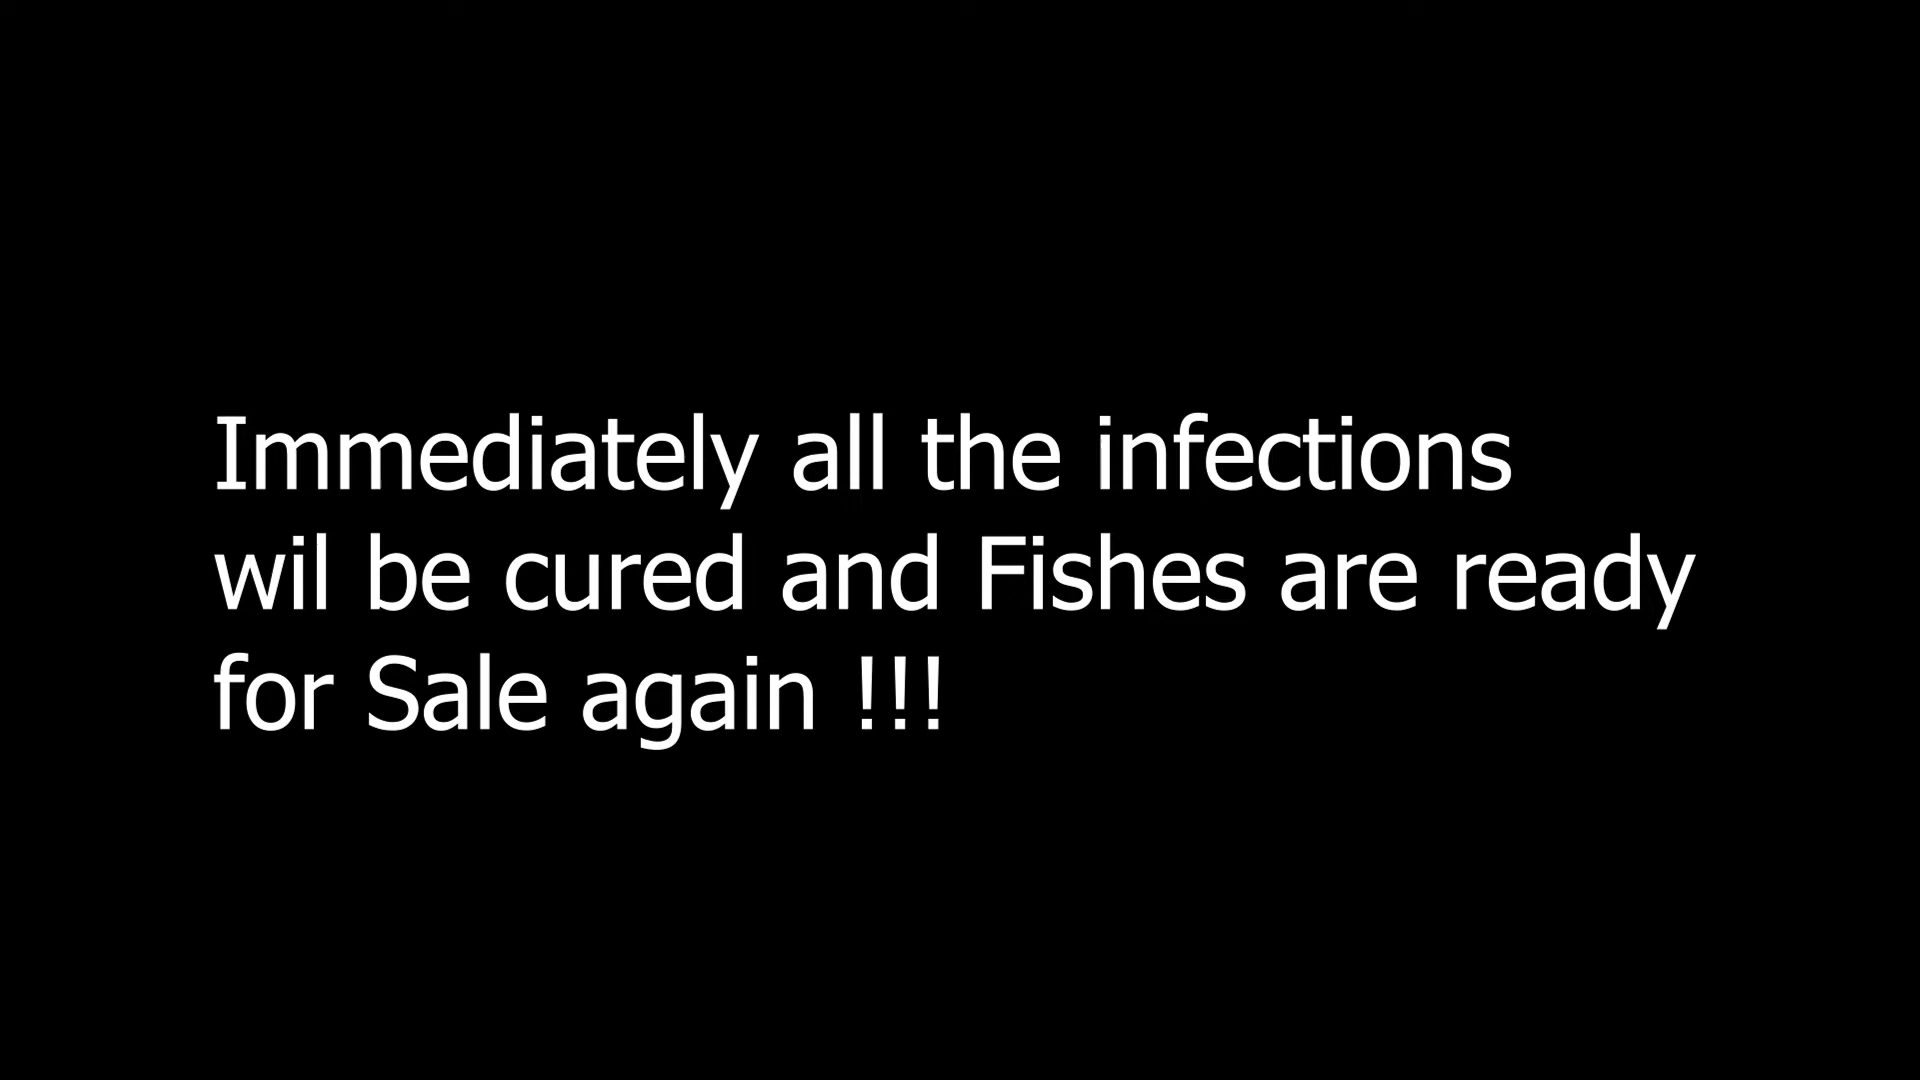 Immediately all the infections
wil be cured and Fishes are ready
for Sale again !!!